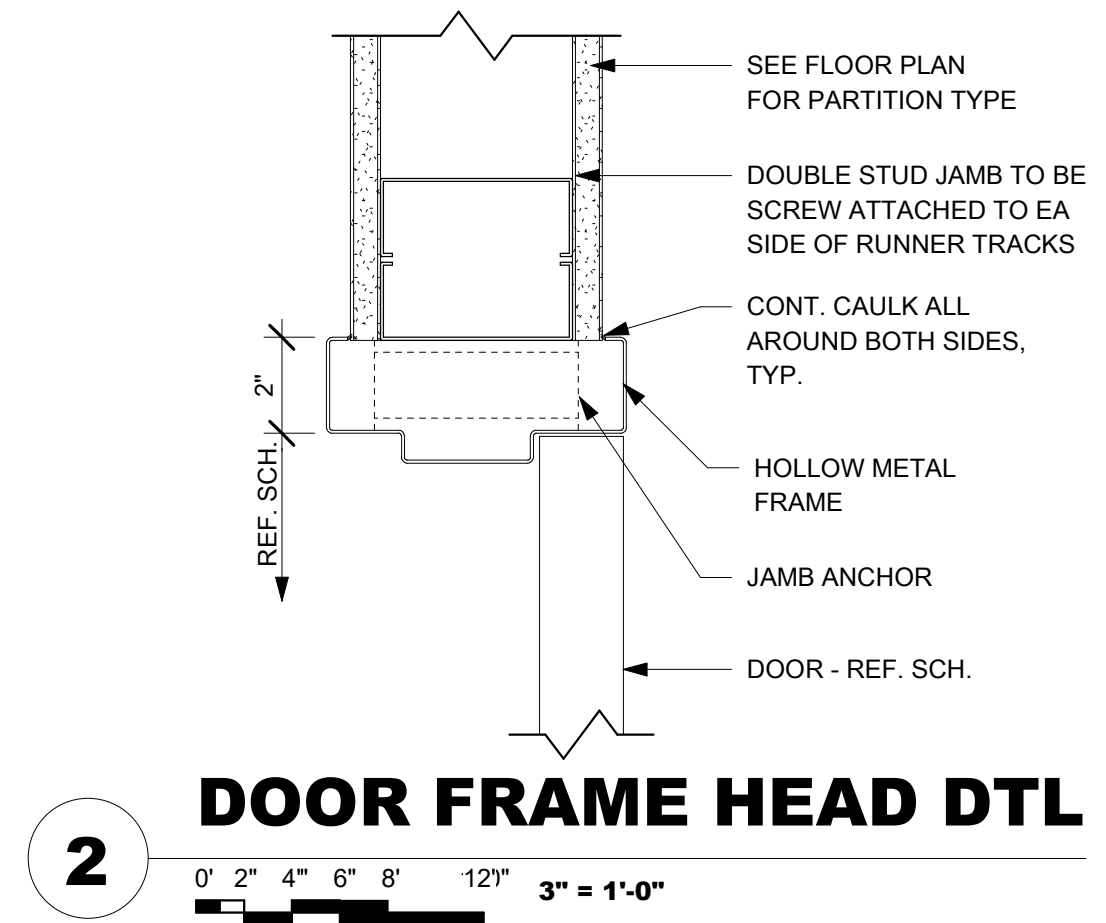 SEE FLOOR PLAN
FOR PARTITION TYPE
DOUBLE STUD JAMB TO BE
SCREW ATTACHED TO EA
SIDE OF RUNNER TRACKS
CONT. CAULK ALL
AROUND BOTH SIDES,
TYP.
2"
REF. SCH.
HOLLOW METAL
FRAME
JAMB ANCHOR
DOOR - REF. SCH.
DOOR FRAME HEAD DTL
2
0' 2" 4" 6" 8'
3" = 1'-0"